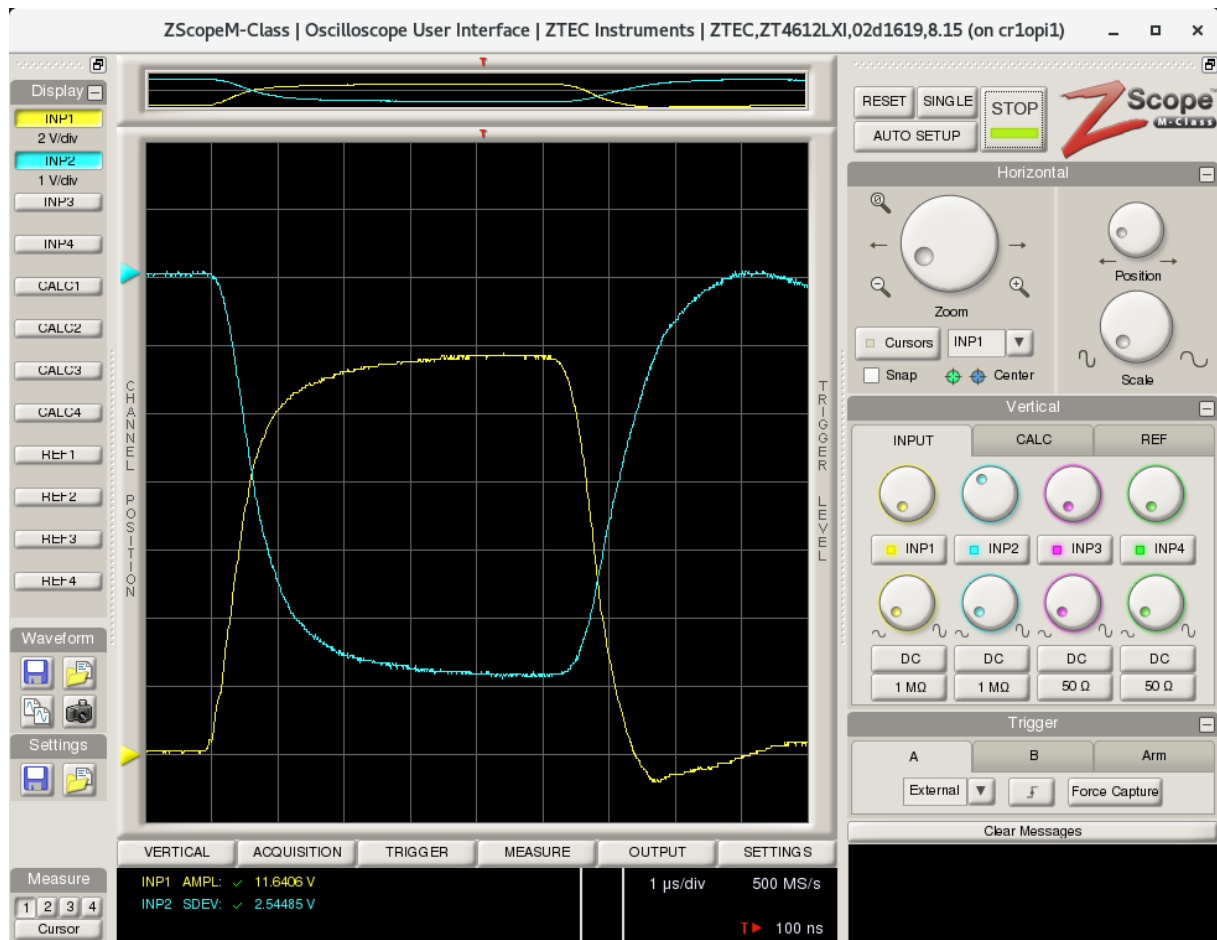 ZScopeM-Class | Oscilloscope User Interface | ZTEC Instruments | ZTEC,ZT4612LXI,02d1619,8.15 (on cr1opi1)
Display
INP1
2 V/div
INP2
1 V/div
INP3
INP4
CALC1
CALC2
CALC3
CALC4
REF1
REF2
REF3
REF4
Waveform
Settings
Measure
1 2 3 4
Cursor
T
T
CHANNEL POSITION
TRIGGER LEVEL
VERTICAL ACQUISITION TRIGGER MEASURE OUTPUT SETTINGS
INP1 AMPL: ✓ 11.6406 V
INP2 SDEV: ✓ 2.54485 V
1 µs/div 500 MS/s
T 100 ns
RESET SINGLE STOP
AUTO SETUP
ZScope™
M-Class
Horizontal
Zoom
Position
Cursors INP1
Snap Center
Scale
Vertical
INPUT CALC REF
INP1 INP2 INP3 INP4
DC DC DC DC
1 MΩ 1 MΩ 50 Ω 50 Ω
Trigger
A B Arm
External Force Capture
Clear Messages